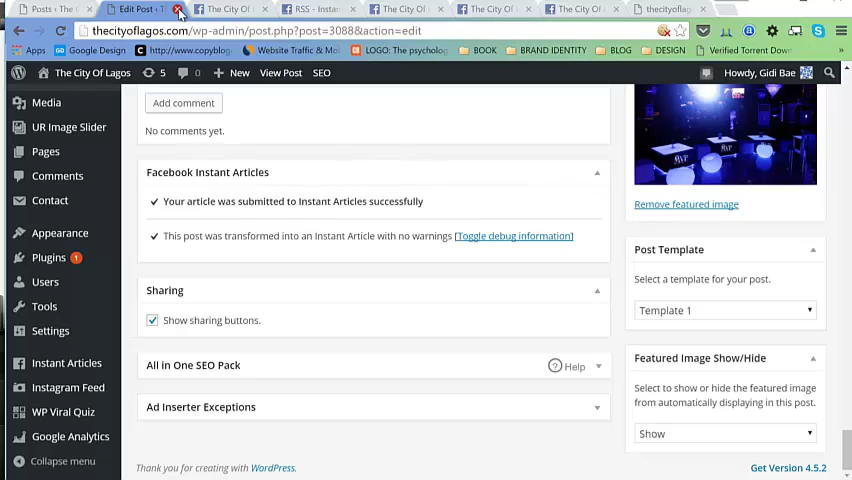 Posts ‹ The C
Edit Post ‹ T
The City Of
RSS - Instan
The City Of
The City Of
The City Of
thecityoflag
thecityoflagos.com/wp-admin/post.php?post=3088&action=edit
Apps
Google Design
http://www.copyblog
Website Traffic & Mo
LOGO: The psycholog
BOOK
BRAND IDENTITY
BLOG
DESIGN
Verified Torrent Down
The City Of Lagos
5
0
+ New
View Post
SEO
Howdy, Gidi Bae
Media
UR Image Slider
Pages
Comments
Contact
Appearance
Plugins 1
Users
Tools
Settings
Instant Articles
Instagram Feed
WP Viral Quiz
Google Analytics
Collapse menu
Add comment
No comments yet.
Facebook Instant Articles
Your article was submitted to Instant Articles successfully
This post was transformed into an Instant Article with no warnings [Toggle debug information]
Sharing
Show sharing buttons.
All in One SEO Pack
? Help
Ad Inserter Exceptions
Thank you for creating with WordPress.
MVP
MVP
Remove featured image
Post Template
Select a template for your post.
Template 1
Featured Image Show/Hide
Select to show or hide the featured image
from automatically displaying in this post.
Show
Get Version 4.5.2